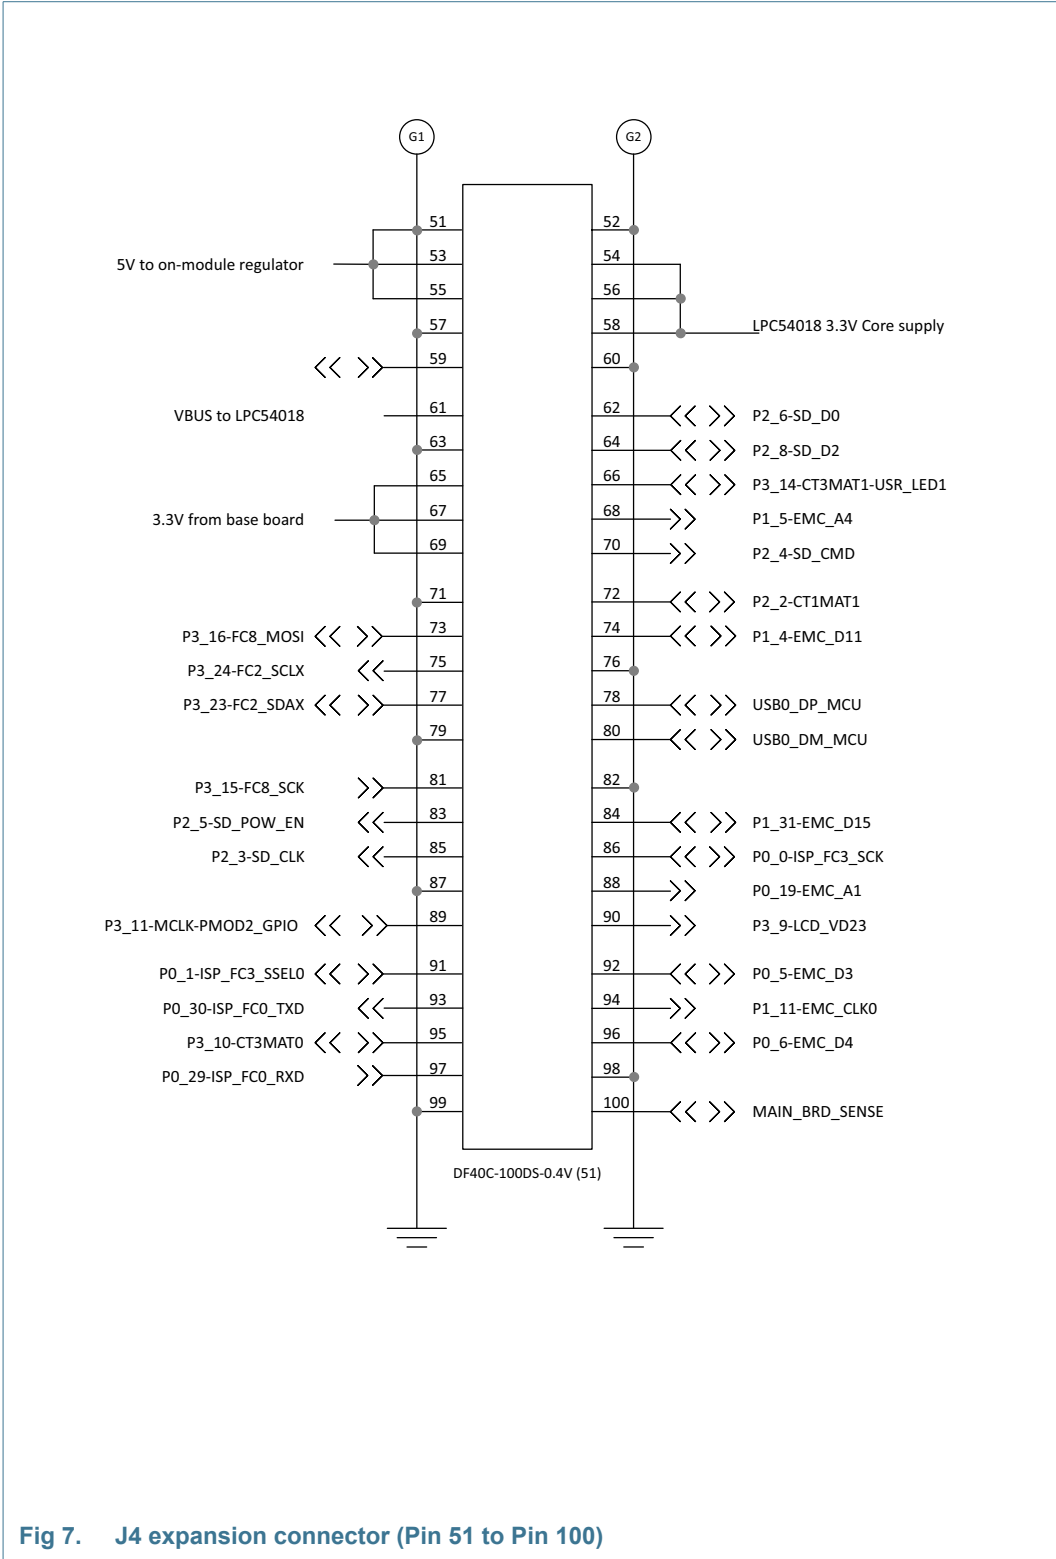 G1 G2
51 52
5V to on-module regulator 53 54
55 56
57 58 LPC54018 3.3V Core supply
59 60
VBUS to LPC54018 61 62 P2_6-SD_D0
63 64 P2_8-SD_D2
65 66 P3_14-CT3MAT1-USR_LED1
3.3V from base board 67 68 P1_5-EMC_A4
69 70 P2_4-SD_CMD
71 72 P2_2-CT1MAT1
P3_16-FC8_MOSI 73 74 P1_4-EMC_D11
P3_24-FC2_SCLX 75 76
P3_23-FC2_SDAX 77 78 USB0_DP_MCU
79 80 USB0_DM_MCU
P3_15-FC8_SCK 81 82
P2_5-SD_POW_EN 83 84 P1_31-EMC_D15
P2_3-SD_CLK 85 86 P0_0-ISP_FC3_SCK
87 88 P0_19-EMC_A1
P3_11-MCLK-PMOD2_GPIO 89 90 P3_9-LCD_VD23
P0_1-ISP_FC3_SSEL0 91 92 P0_5-EMC_D3
P0_30-ISP_FC0_TXD 93 94 P1_11-EMC_CLK0
P3_10-CT3MAT0 95 96 P0_6-EMC_D4
P0_29-ISP_FC0_RXD 97 98
99 100 MAIN_BRD_SENSE
DF40C-100DS-0.4V (51)
Fig 7. J4 expansion connector (Pin 51 to Pin 100)